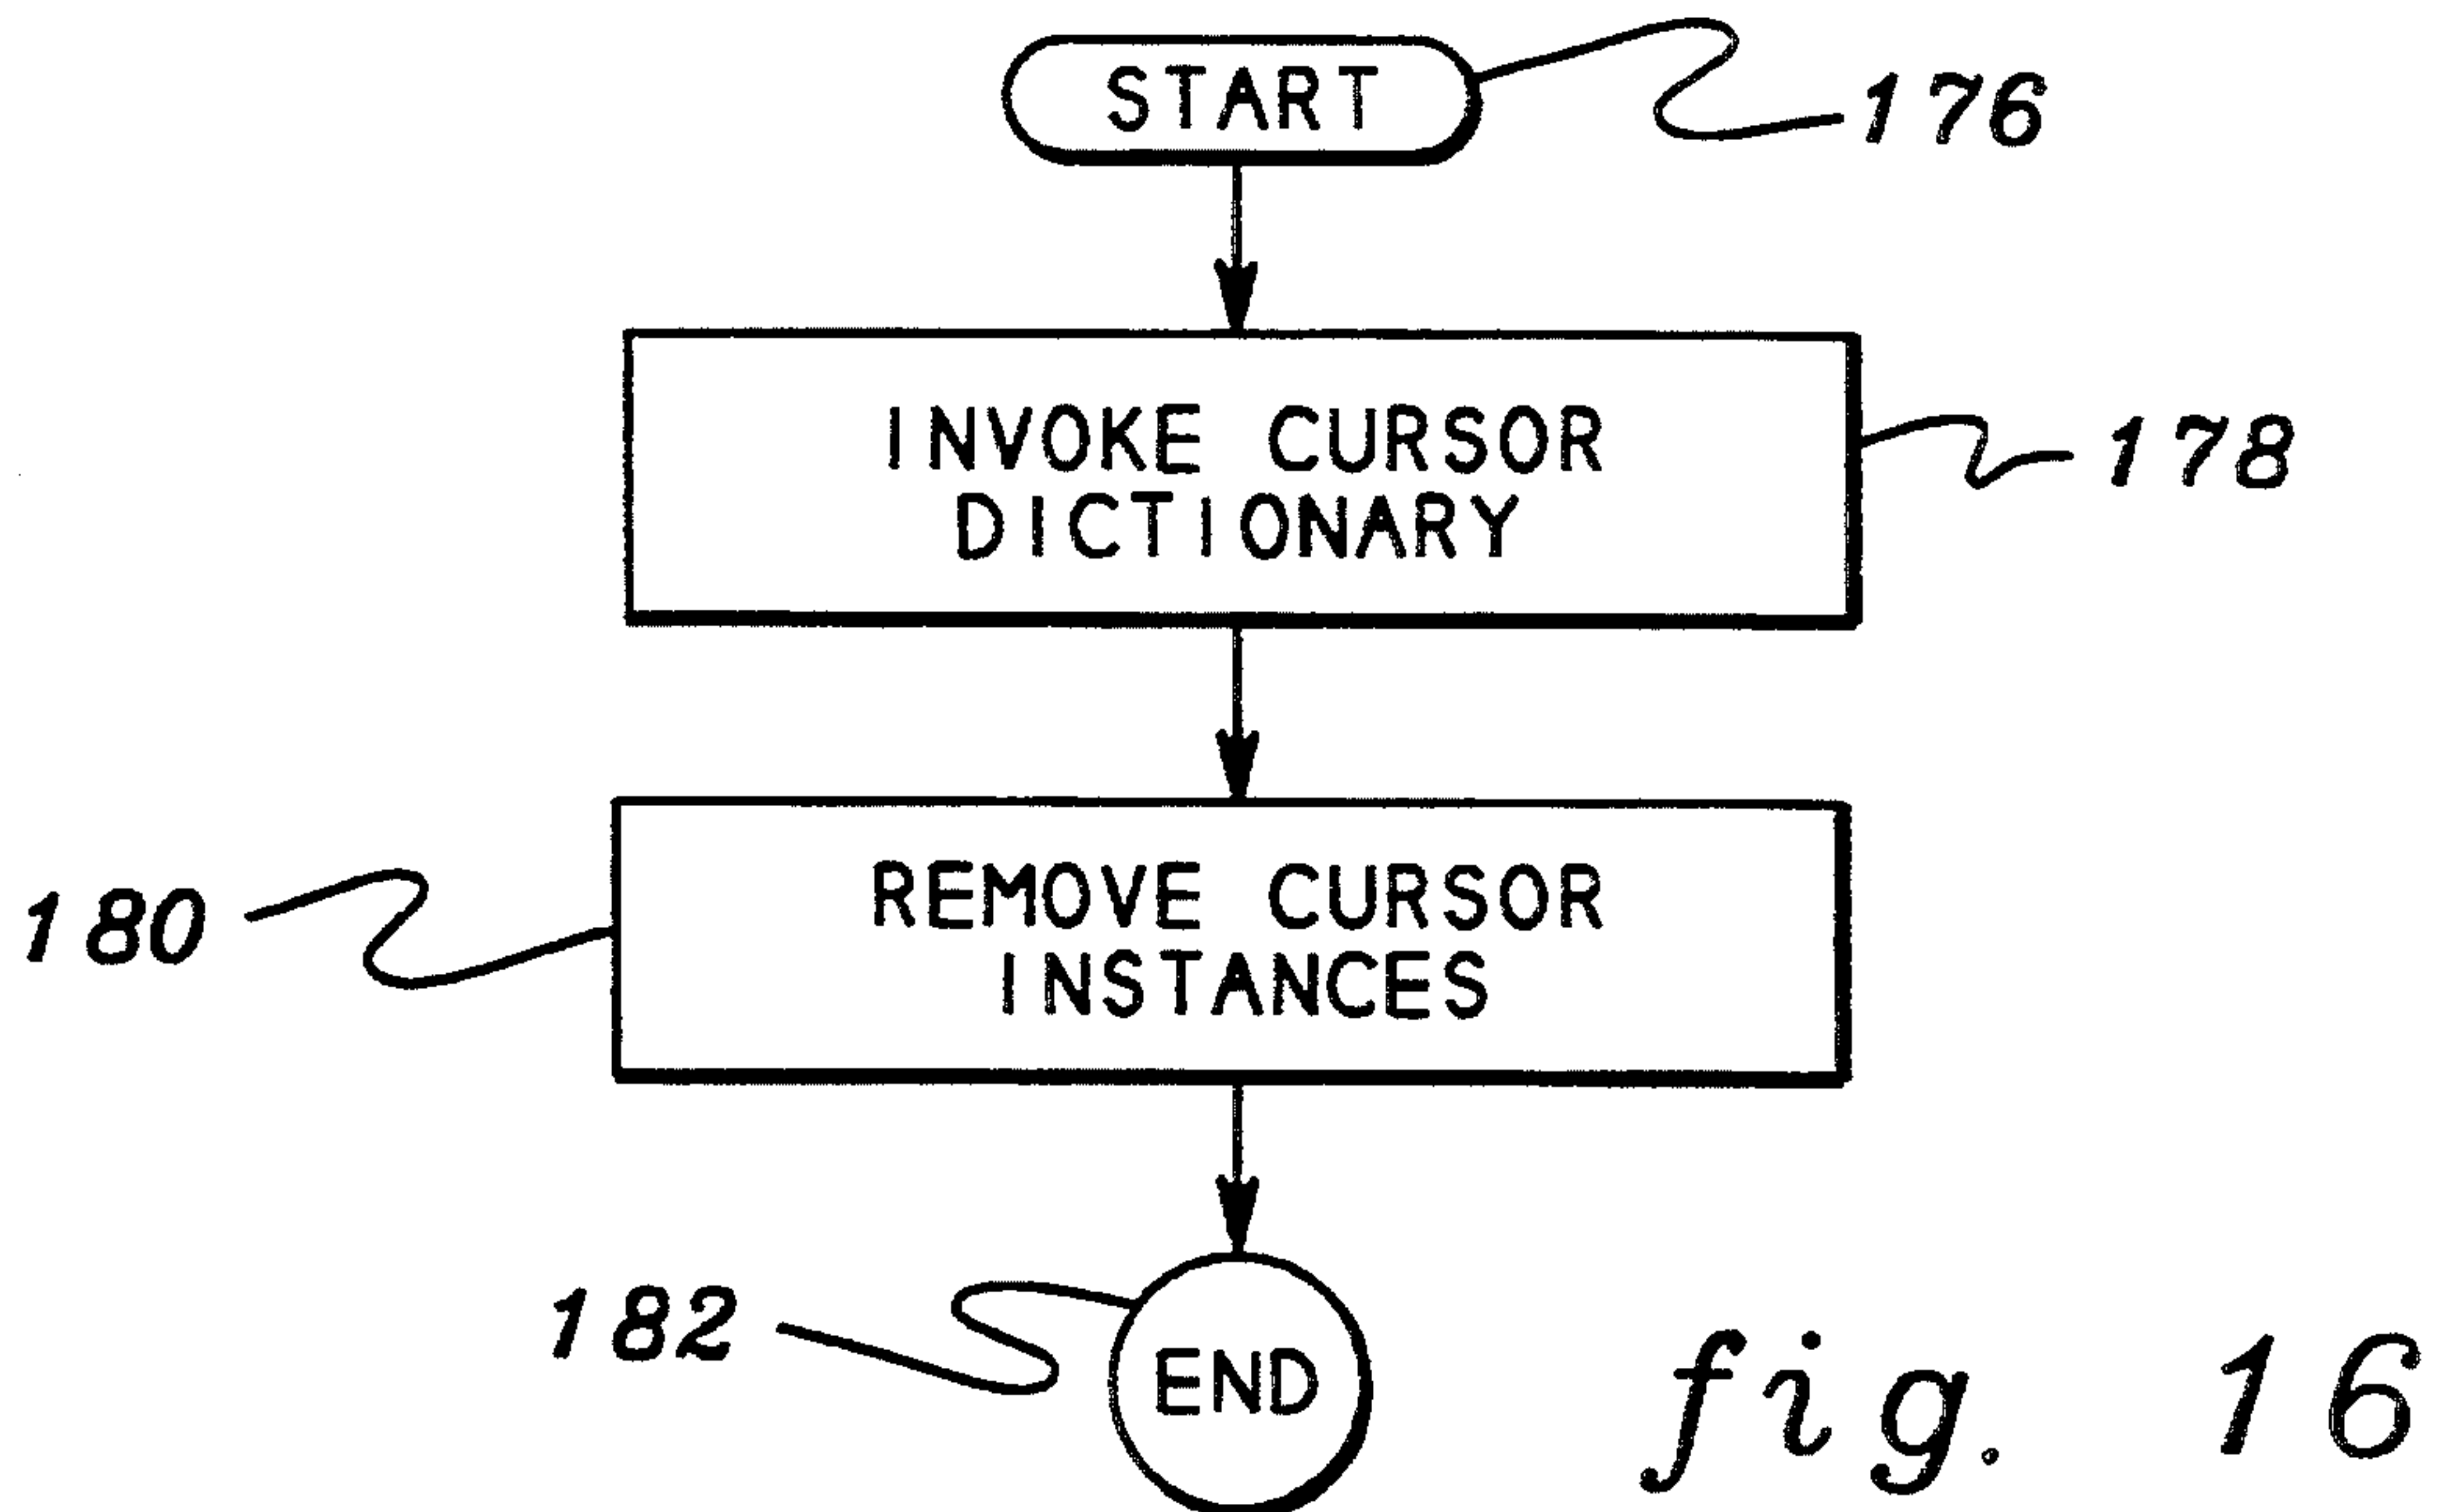 START
176
INVOKE CURSOR
DICTIONARY
178
REMOVE CURSOR
INSTANCES
180
182
END
fig. 16